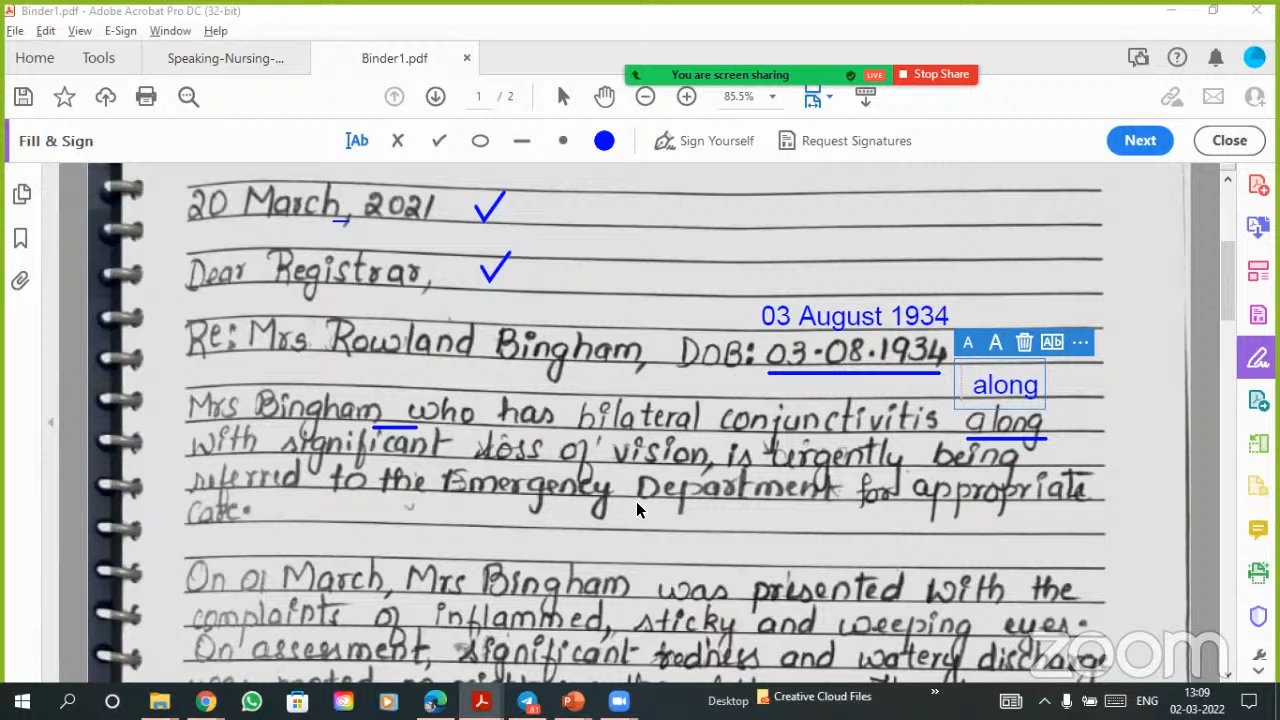 Binder1.pdf - Adobe Acrobat Pro DC (32-bit)
File Edit View E-Sign Window Help
Home Tools Speaking-Nursing-... Binder1.pdf ×
You are screen sharing LIVE Stop Share
1 / 2 85.5%
Fill & Sign Ab Sign Yourself Request Signatures Next Close
20 March, 2021
Dear Registrar,
03 August 1934
Re: Mrs Rowland Bingham, DOB: 03.08.1934
A A Ab ...
along
Mrs Bingham who has bilateral conjunctivitis along
with significant loss of vision, is urgently being
referred to the Emergency Department for appropriate
care.
On 01 March, Mrs Bingham was presented with the
complaints of inflammed, sticky and weeping eyes.
On assessment, significant redness and watery discharge
zoom
Desktop Creative Cloud Files » ENG 13:09
02-03-2022